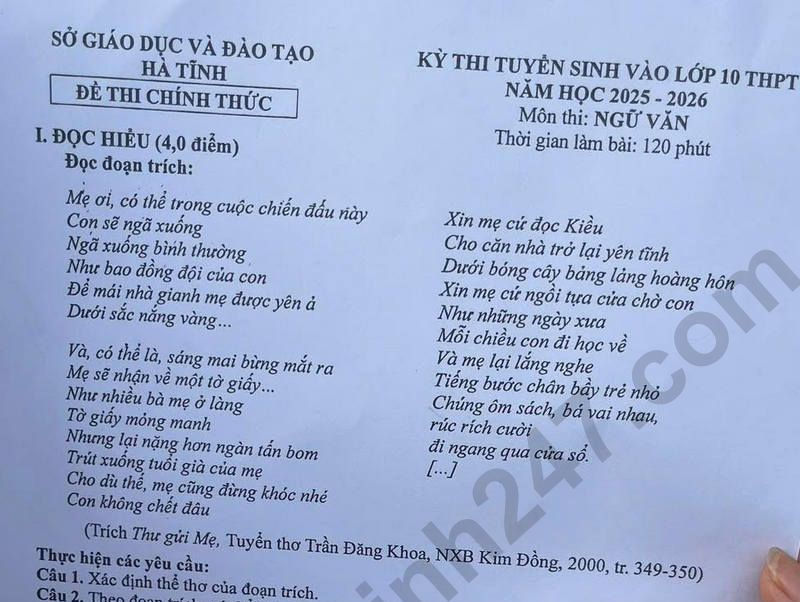 SỞ GIÁO DỤC VÀ ĐÀO TẠO
HÀ TĨNH
ĐỀ THI CHÍNH THỨC
KỲ THI TUYỂN SINH VÀO LỚP 10 THPT
NĂM HỌC 2025 - 2026
Môn thi: NGỮ VĂN
Thời gian làm bài: 120 phút
I. ĐỌC HIỂU (4,0 điểm)
Đọc đoạn trích:
Mẹ ơi, có thể trong cuộc chiến đấu này
Con sẽ ngã xuống
Ngã xuống bình thường
Như bao đồng đội của con
Để mái nhà gianh mẹ được yên ả
Dưới sắc nắng vàng...
Và, có thể là, sáng mai bừng mắt ra
Mẹ sẽ nhận về một tờ giấy...
Như nhiều bà mẹ ở làng
Tờ giấy mỏng manh
Nhưng lại nặng hơn ngàn tấn bom
Trút xuống tuổi già của mẹ
Cho dù thế, mẹ cũng đừng khóc nhé
Con không chết đâu
Xin mẹ cứ đọc Kiều
Cho căn nhà trở lại yên tĩnh
Dưới bóng cây bảng lảng hoàng hôn
Xin mẹ cứ ngồi tựa cửa chờ con
Như những ngày xưa
Mỗi chiều con đi học về
Và mẹ lại lắng nghe
Tiếng bước chân bầy trẻ nhỏ
Chúng ôm sách, bá vai nhau,
rúc rích cười
đi ngang qua cửa sổ.
[...]
(Trích Thư gửi Mẹ, Tuyển thơ Trần Đăng Khoa, NXB Kim Đồng, 2000, tr. 349-350)
Thực hiện các yêu cầu:
Câu 1. Xác định thể thơ của đoạn trích.
Câu 2. Theo đoạn
inh247.com